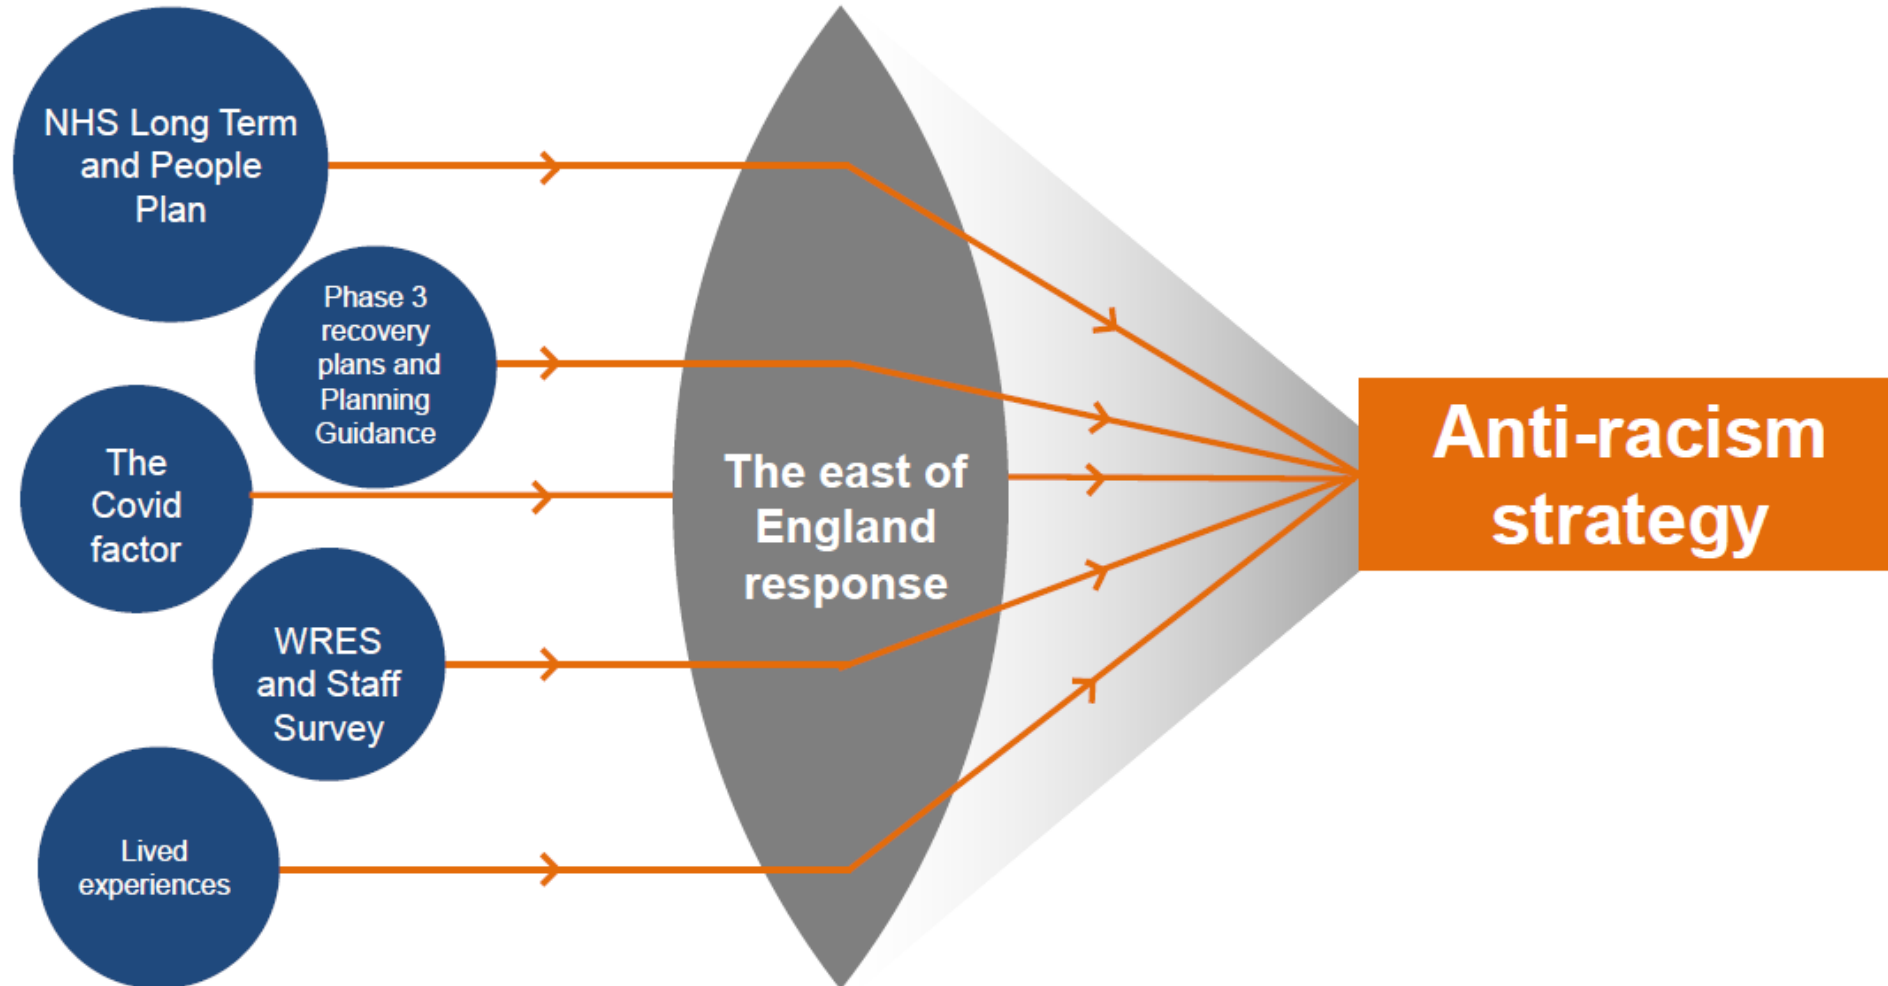 NHS Long Term
and People
Plan
Phase 3
recovery
plans and
Planning
Guidance
The
Covid
factor
WRES
and Staff
Survey
Lived
experiences
The east of
England
response
Anti-racism
strategy